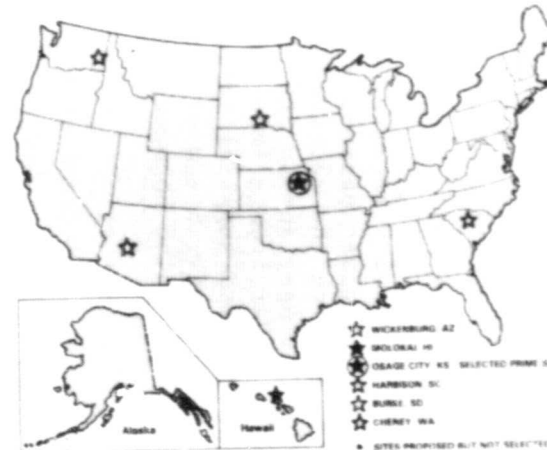 WICKENBURG AZ
MOLOKAI HI
OSAGE CITY, KS SELECTED PRIME
HARBISON SC
BURKE SD
CHENEY WA
SITES PROPOSED BUT NOT SELECTED
Alaska
Hawaii